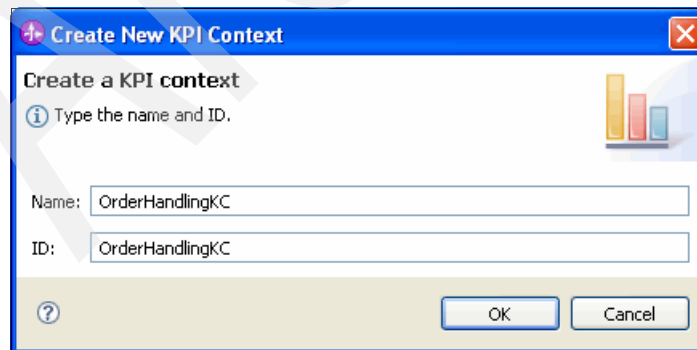 Create New KPI Context
Create a KPI context
Type the name and ID.
Name: OrderHandlingKC
ID: OrderHandlingKC
OK Cancel